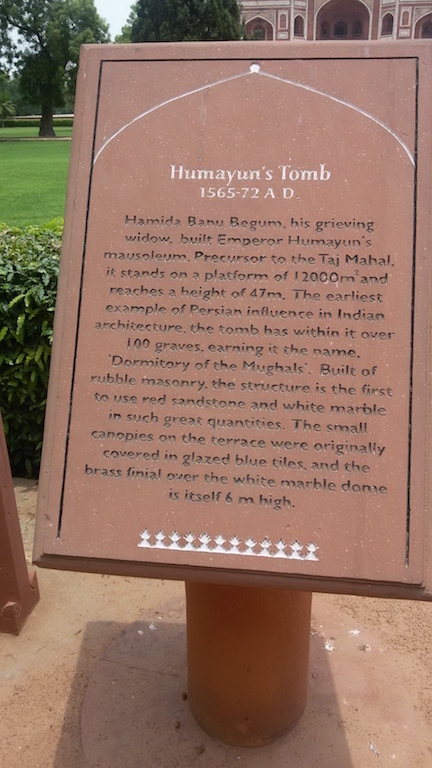 Humayun's Tomb
1565-72 A D.
Hamida Banu Begum, his grieving
widow, built Emperor Humayun's
mausoleum. Precursor to the Taj Mahal,
it stands on a platform of 12000m² and
reaches a height of 47m. The earliest
example of Persian influence in Indian
architecture, the tomb has within it over
100 graves, earning it the name,
'Dormitory of the Mughals'. Built of
rubble masonry, the structure is the first
to use red sandstone and white marble
in such great quantities. The small
canopies on the terrace were originally
covered in glazed blue tiles, and the
brass finial over the white marble dome
is itself 6 m high.